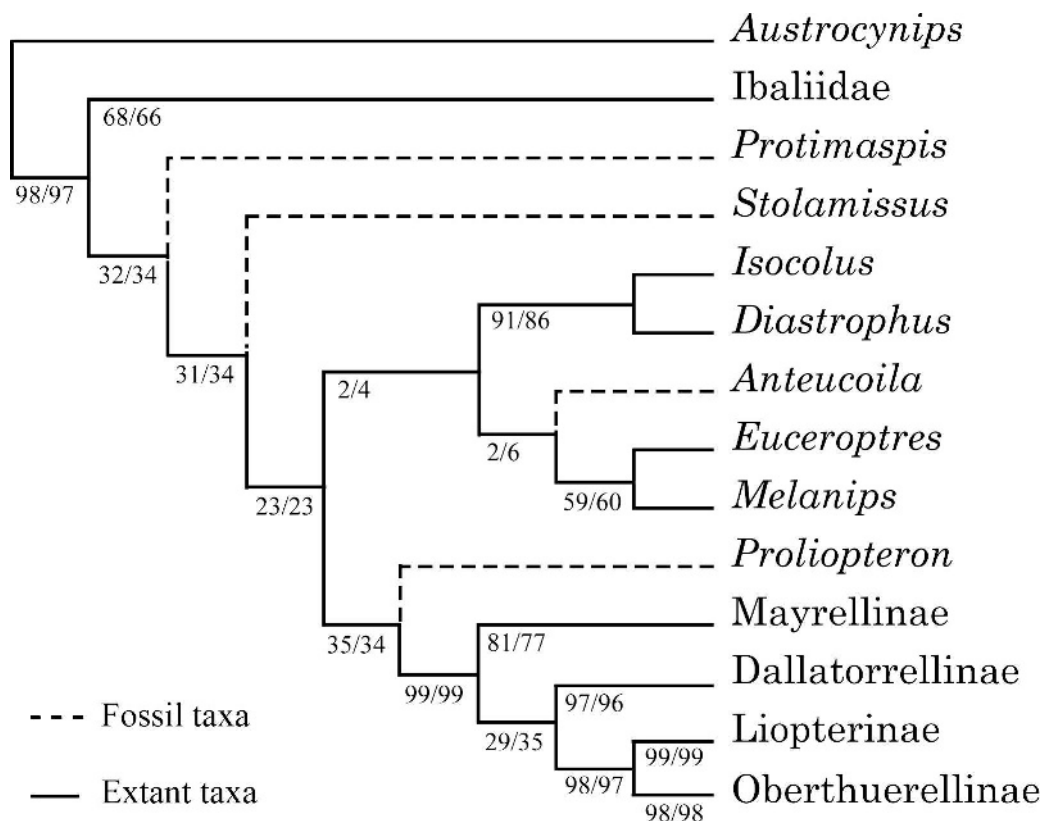 Austrocynips
Ibaliidae
68/66
Protimaspis
98/97
Stolamissus
32/34
Isocolus
91/86
Diastrophus
31/34
2/4
Anteucoila
Euceroptres
2/6
59/60
Melanips
23/23
Proliopteron
Mayrellinae
35/34
81/77
Dallatorrellinae
99/99
97/96
Fossil taxa
Liopterinae
29/35
99/99
98/97
Extant taxa
Oberthuerellinae
98/98